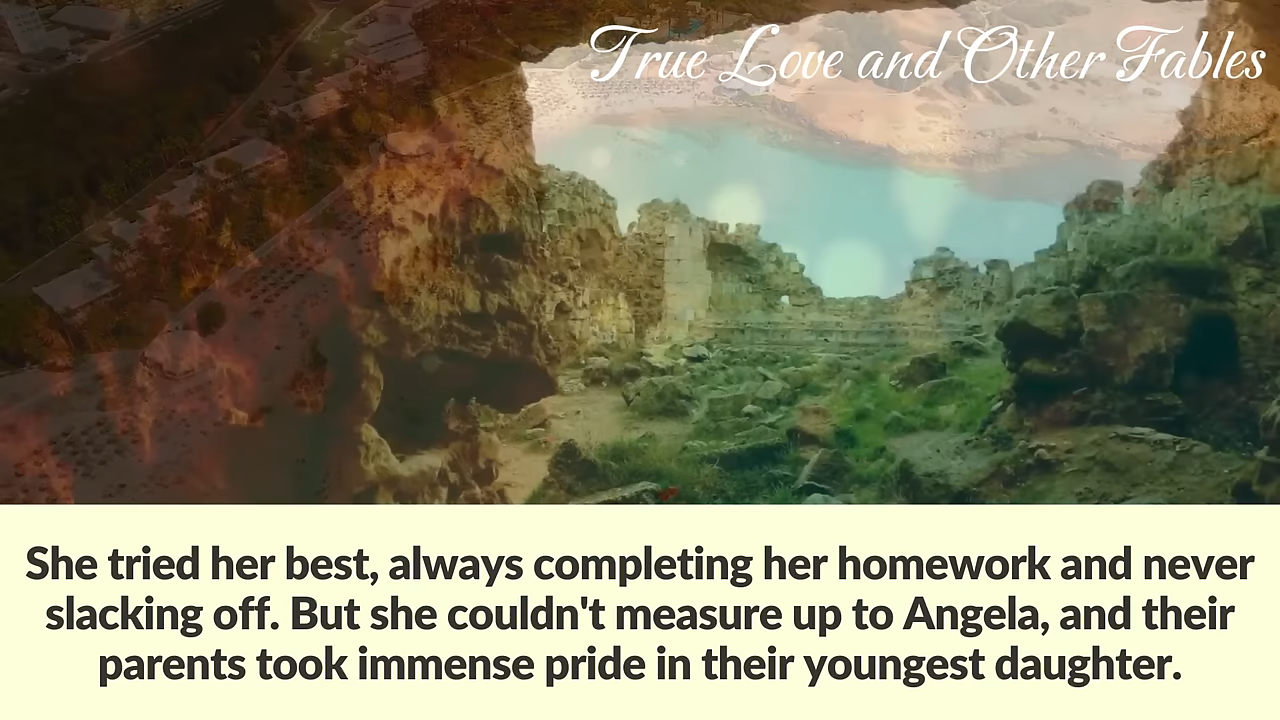 True Love and Other Fables
She tried her best, always completing her homework and never
slacking off. But she couldn't measure up to Angela, and their
parents took immense pride in their youngest daughter.